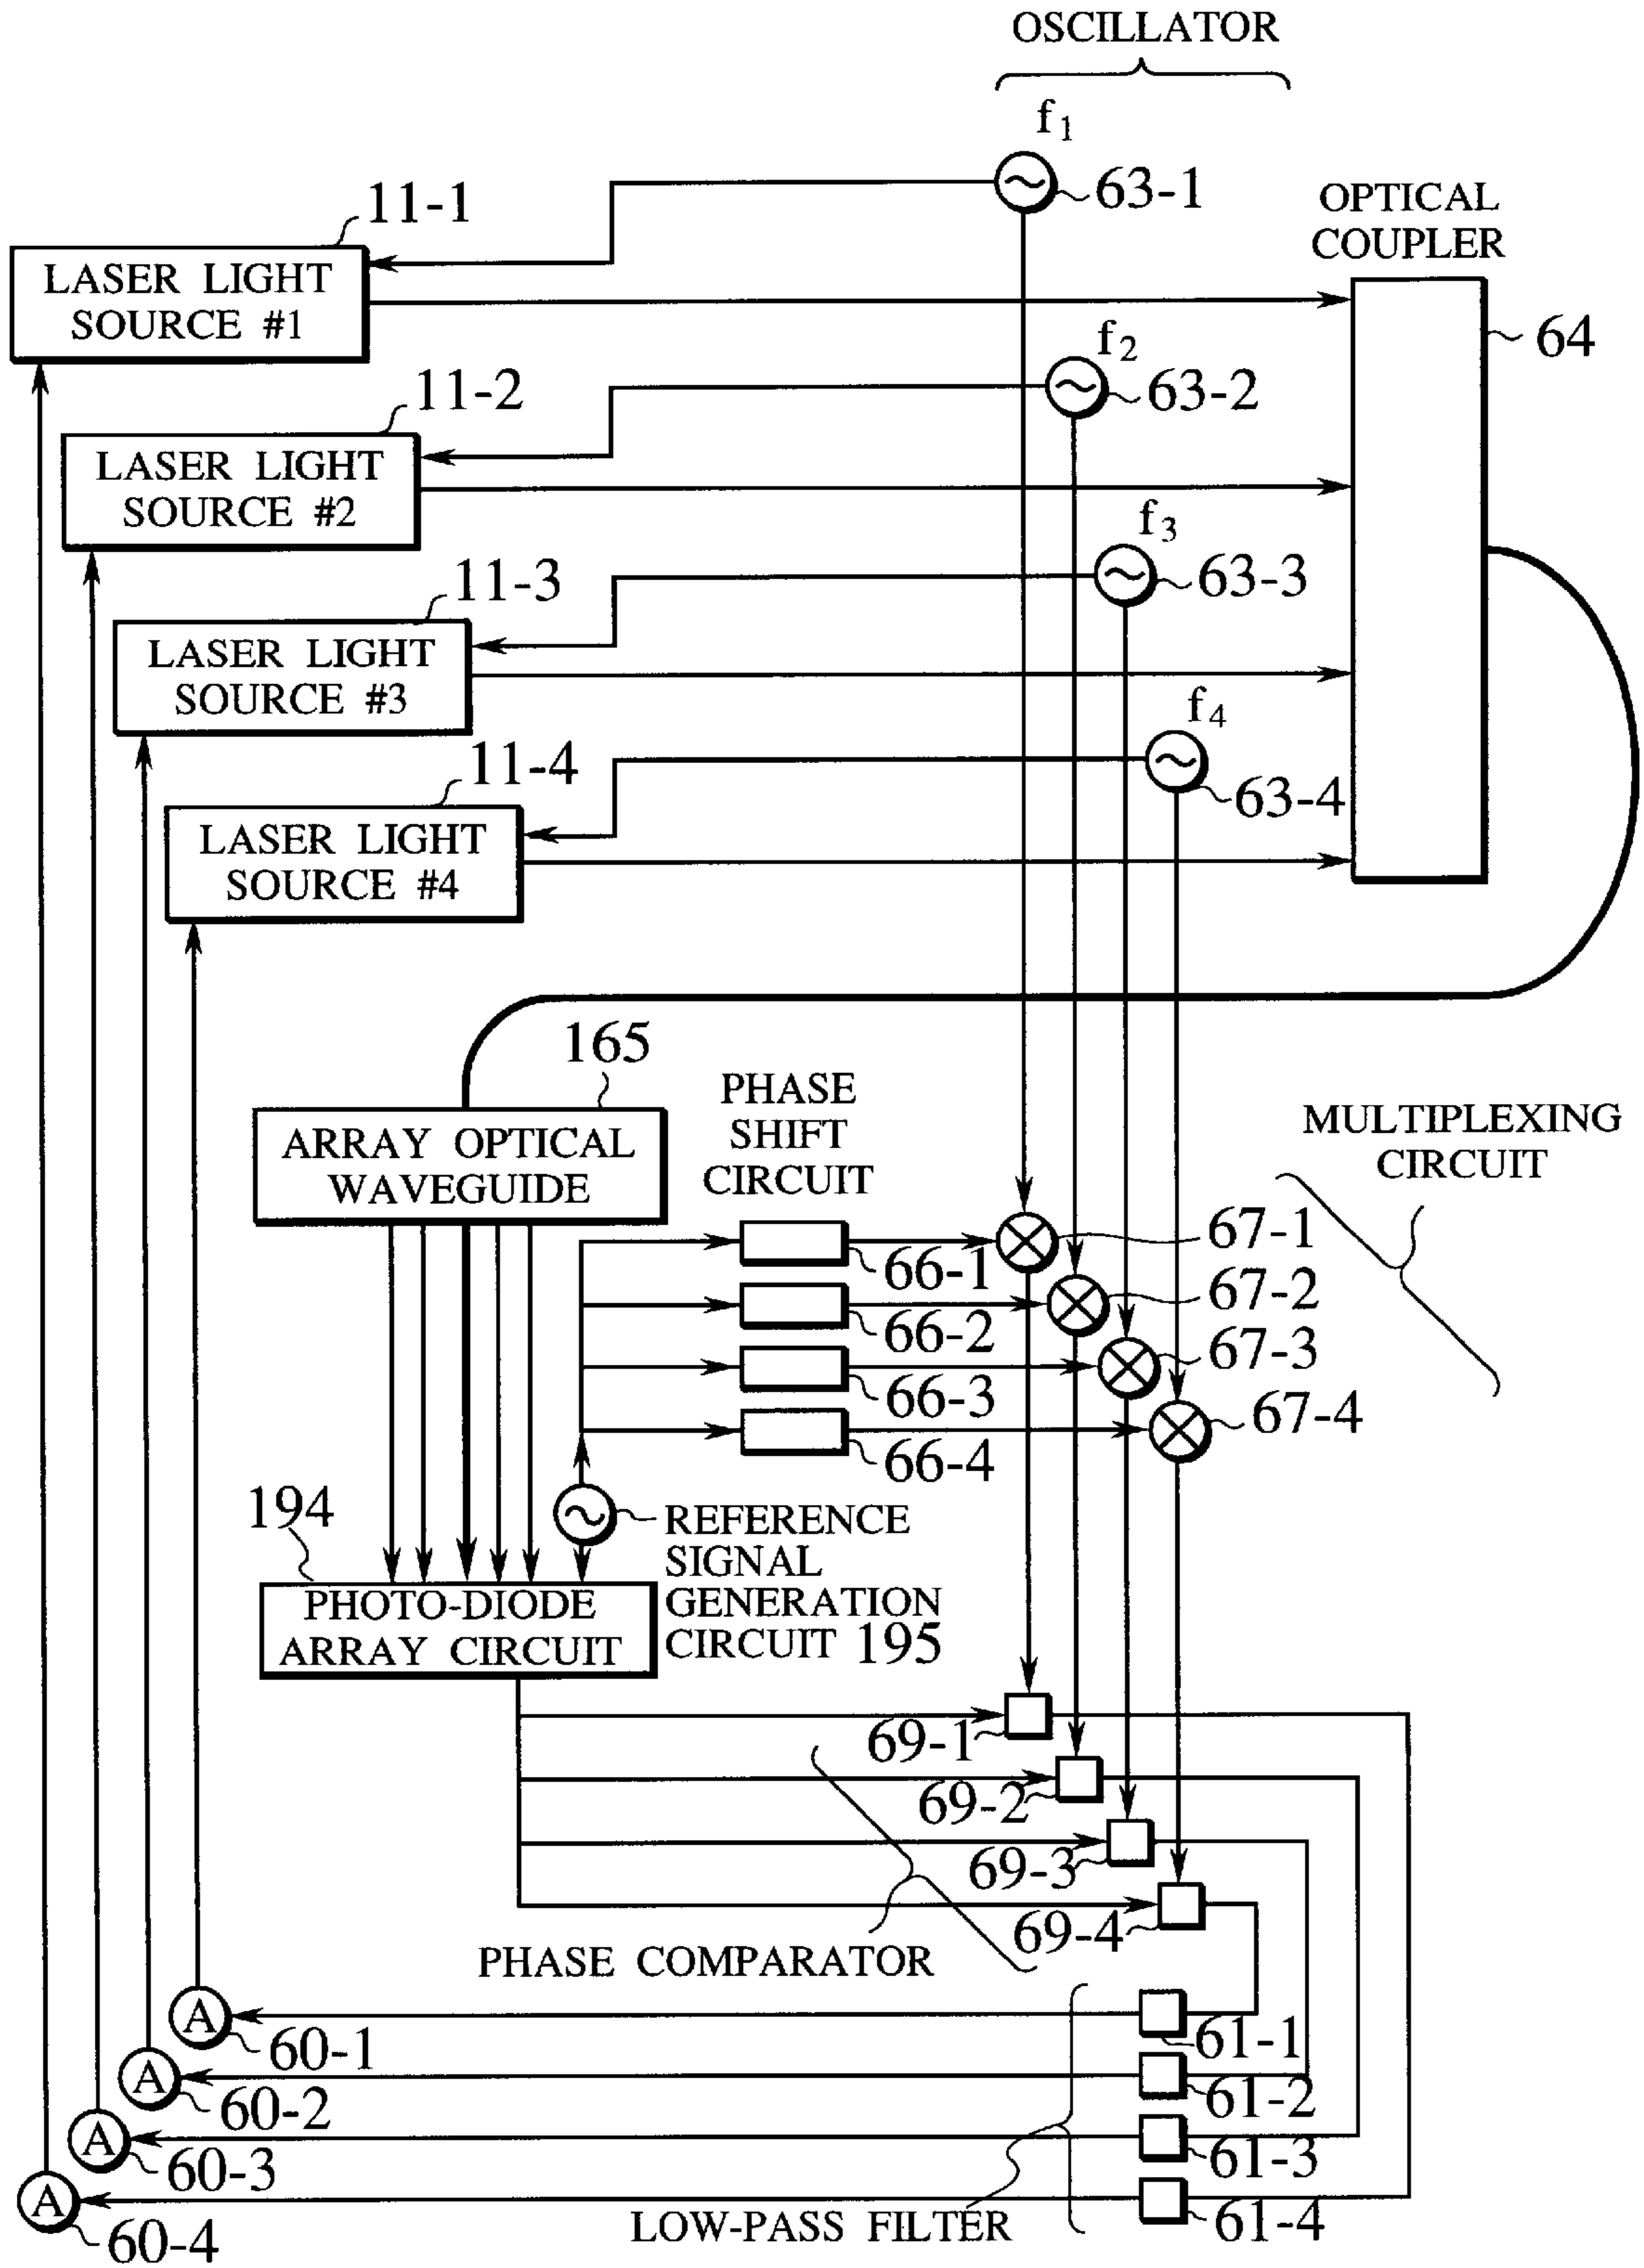 OSCILLATOR
f1
63-1
11-1
OPTICAL
COUPLER
LASER LIGHT
SOURCE #1
64
f2
63-2
11-2
LASER LIGHT
SOURCE #2
f3
63-3
11-3
LASER LIGHT
SOURCE #3
f4
63-4
11-4
LASER LIGHT
SOURCE #4
165
ARRAY OPTICAL
WAVEGUIDE
PHASE
SHIFT
CIRCUIT
MULTIPLEXING
CIRCUIT
66-1
67-1
66-2
67-2
66-3
67-3
66-4
67-4
194
REFERENCE
SIGNAL
GENERATION
CIRCUIT 195
PHOTO-DIODE
ARRAY CIRCUIT
69-1
69-2
69-3
69-4
PHASE COMPARATOR
A
60-1
61-1
A
60-2
61-2
A
60-3
61-3
A
60-4
61-4
LOW-PASS FILTER